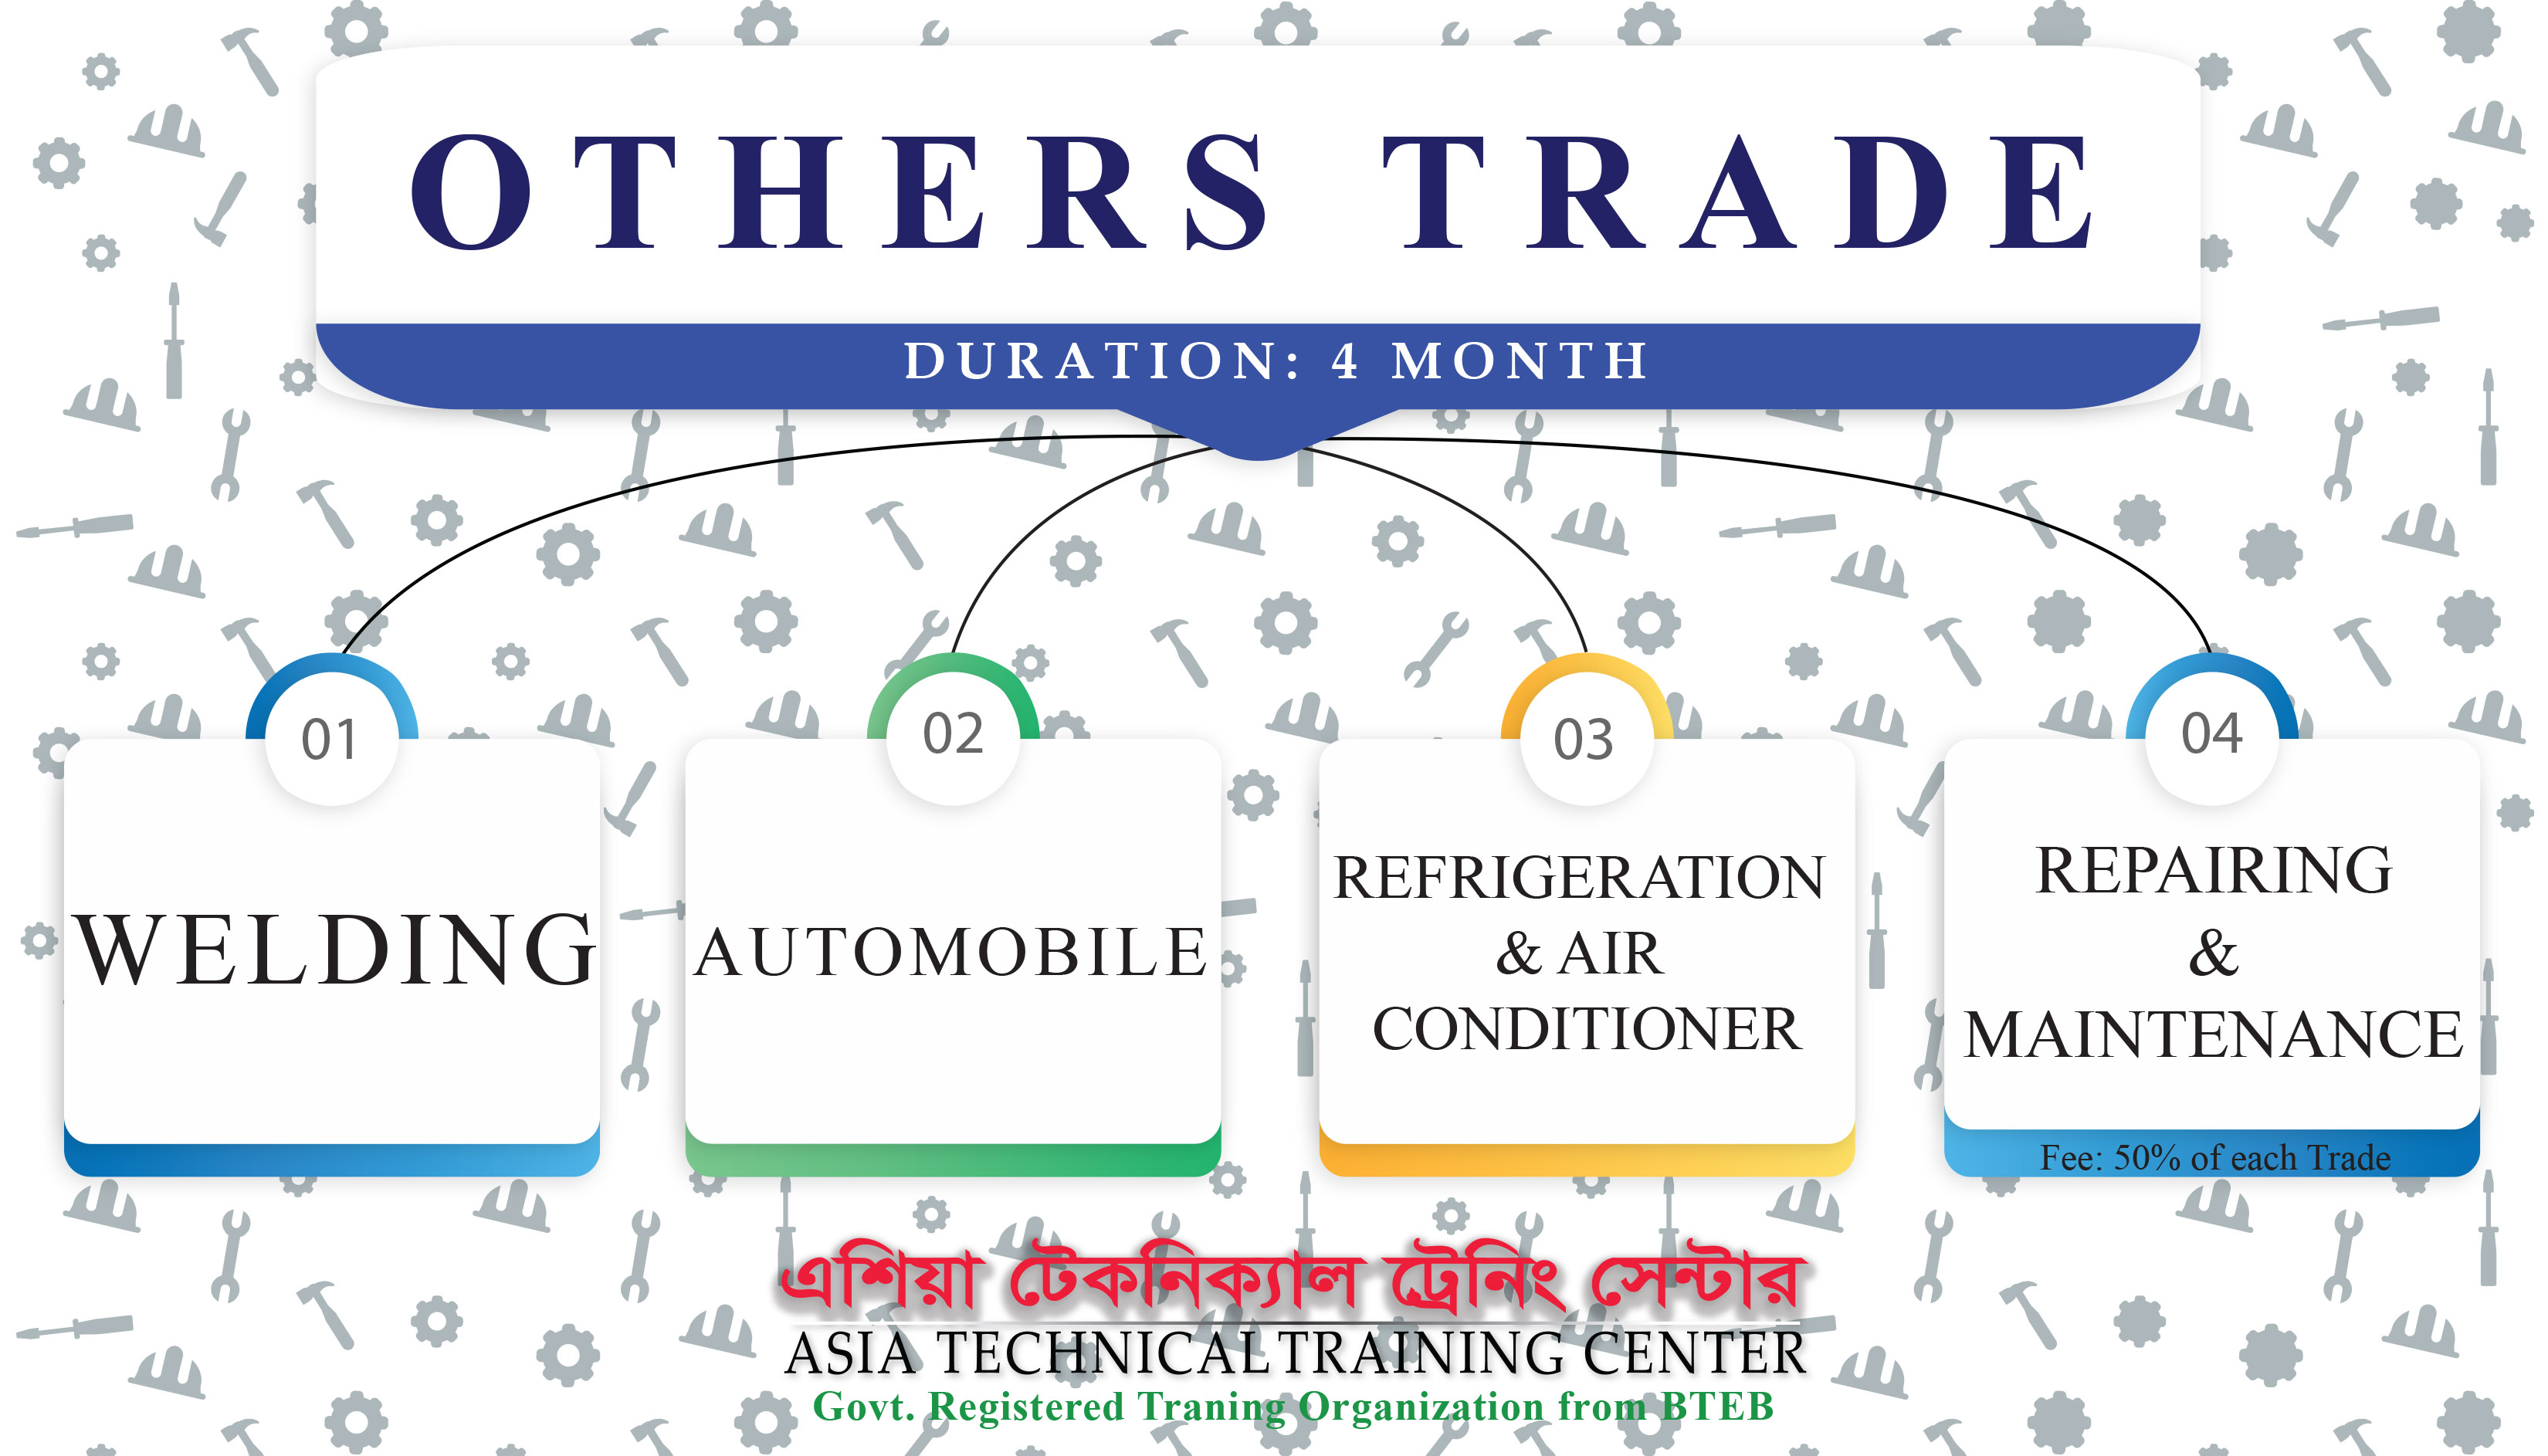 OTHERS TRADE
DURATION: 4 MONTH
01
WELDING
02
AUTOMOBILE
03
REFRIGERATION
& AIR
CONDITIONER
04
REPAIRING
&
MAINTENANCE
Fee: 50% of each Trade
এশিয়া টেকনিক্যাল ট্রেনিং সেন্টার
ASIA TECHNICAL TRAINING CENTER
Govt. Registered Traning Organization from BTEB